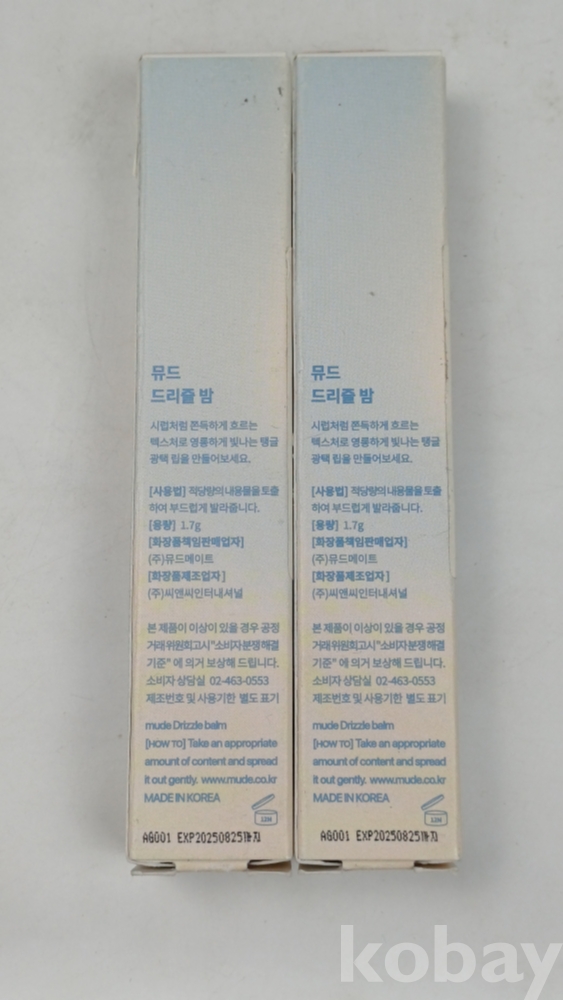 뮤드
드리즐 밤
시럽처럼 쫀득하게 흐르는
텍스처로 영롱하게 빛나는 탱글
광택 립을 만들어보세요.
[사용법] 적당량의 내용물을 토출
하여 부드럽게 발라줍니다.
[용량] 1.7g
[화장품책임판매업자]
(주)뮤드메이트
[화장품제조업자]
(주)씨앤씨인터내셔널
본 제품이 이상이 있을 경우 공정
거래위원회고시"소비자분쟁해결
기준" 에 의거 보상해 드립니다.
소비자 상담실 02-463-0553
제조번호 및 사용기한 별도 표기
mude Drizzle balm
[HOW TO] Take an appropriate
amount of content and spread
it out gently. www.mude.co.kr
MADE IN KOREA
12M
AG001 EXP20250825까지
뮤드
드리즐 밤
시럽처럼 쫀득하게 흐르는
텍스처로 영롱하게 빛나는 탱글
광택 립을 만들어보세요.
[사용법] 적당량의 내용물을 토출
하여 부드럽게 발라줍니다.
[용량] 1.7g
[화장품책임판매업자]
(주)뮤드메이트
[화장품제조업자]
(주)씨앤씨인터내셔널
본 제품이 이상이 있을 경우 공정
거래위원회고시"소비자분쟁해결
기준" 에 의거 보상해 드립니다.
소비자 상담실 02-463-0553
제조번호 및 사용기한 별도 표기
mude Drizzle balm
[HOW TO] Take an appropriate
amount of content and spread
it out gently. www.mude.co.kr
MADE IN KOREA
12M
AG001 EXP20250825까지
kobay